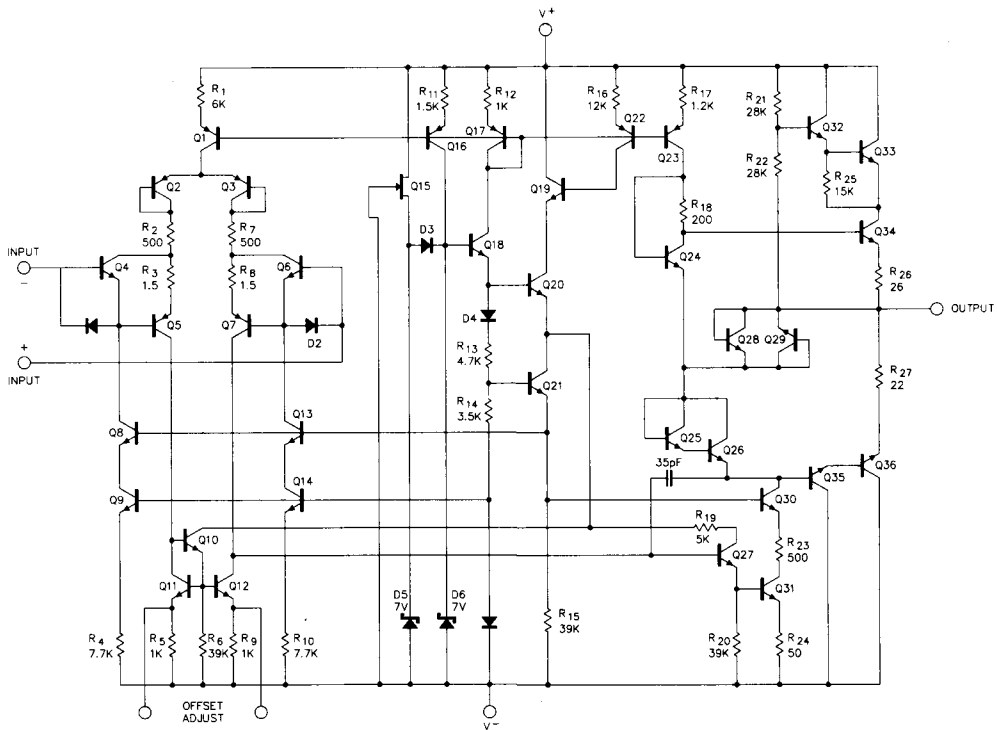 V+
R1
6K
R11
1.5K
R12
1K
R16
12K
R17
1.2K
R21
28K
Q1
Q16
Q17
Q22
Q23
Q32
Q33
Q2
Q3
Q15
Q19
R22
28K
R25
15K
R2
500
R7
500
R18
200
Q34
D3
Q18
Q24
INPUT
−
Q4
Q6
R3
1.5
R8
1.5
Q20
R26
26
D4
OUTPUT
Q5
Q7
D2
Q28
Q29
+
INPUT
R13
4.7K
Q21
R27
22
R14
3.5K
Q8
Q13
Q25
Q26
35pF
Q35
Q36
Q9
Q14
Q30
R19
5K
Q10
Q27
R23
500
Q11
Q12
Q31
D5
7V
D6
7V
R15
39K
R4
7.7K
R5
1K
R6
39K
R9
1K
R10
7.7K
R20
39K
R24
50
OFFSET
ADJUST
V−